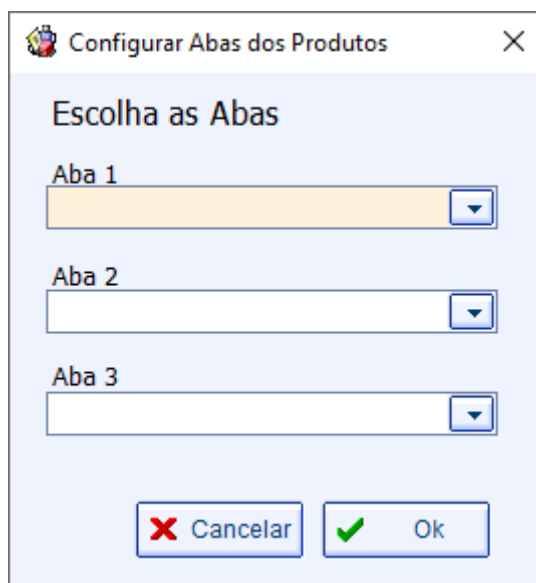 Configurar Abas dos Produtos
Escolha as Abas
Aba 1
Aba 2
Aba 3
Cancelar
Ok